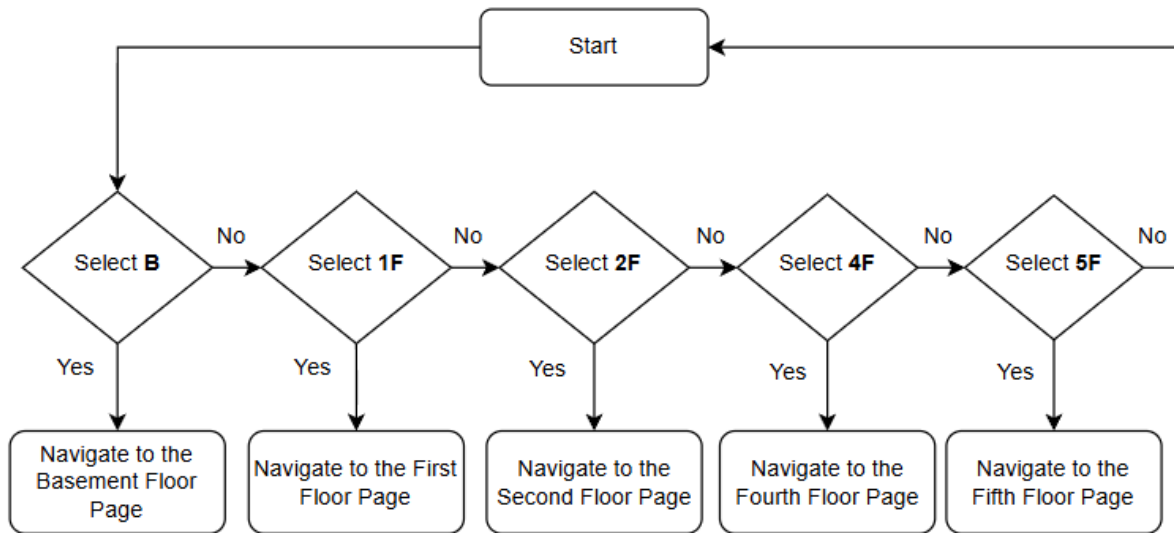 Start
Select B
No
Select 1F
No
Select 2F
No
Select 4F
No
Select 5F
No
Yes
Yes
Yes
Yes
Yes
Navigate to the
Basement Floor
Page
Navigate to the First
Floor Page
Navigate to the
Second Floor Page
Navigate to the
Fourth Floor Page
Navigate to the
Fifth Floor Page